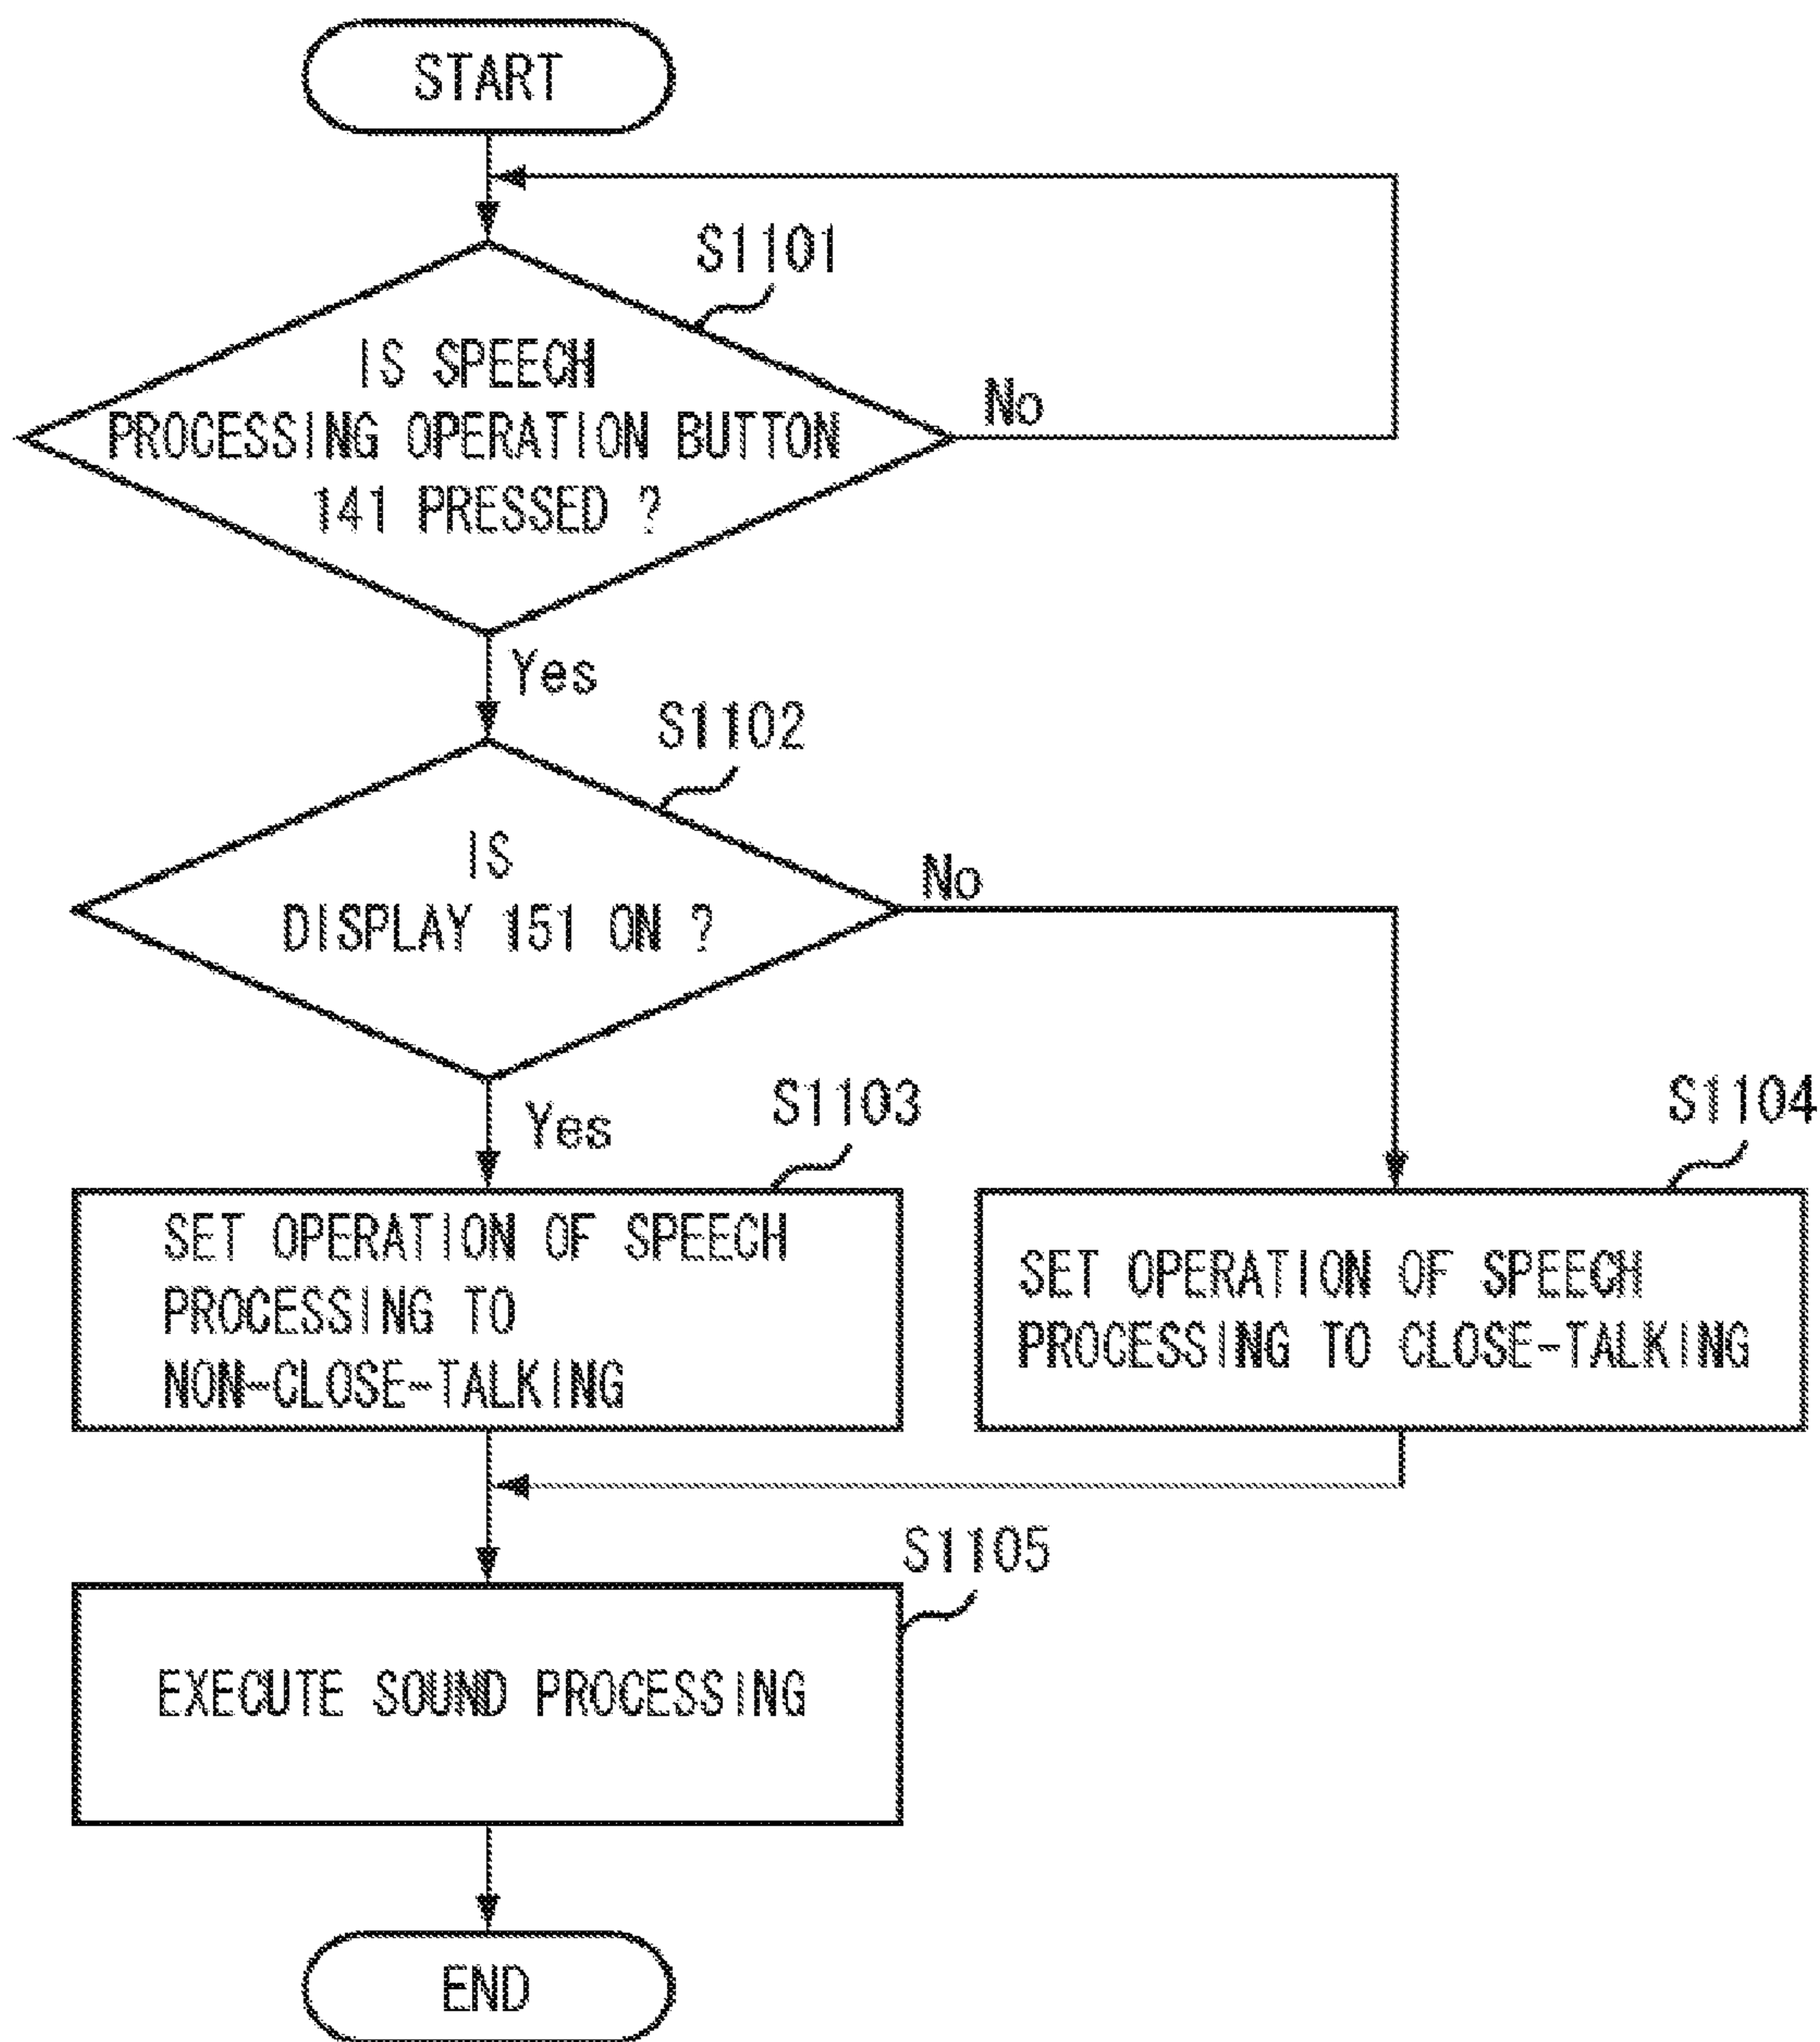 START
S1101
IS SPEECH
PROCESSING OPERATION BUTTON
141 PRESSED ?
No
Yes
S1102
IS
DISPLAY 151 ON ?
No
Yes
S1103
SET OPERATION OF SPEECH
PROCESSING TO
NON-CLOSE-TALKING
S1104
SET OPERATION OF SPEECH
PROCESSING TO CLOSE-TALKING
S1105
EXECUTE SOUND PROCESSING
END